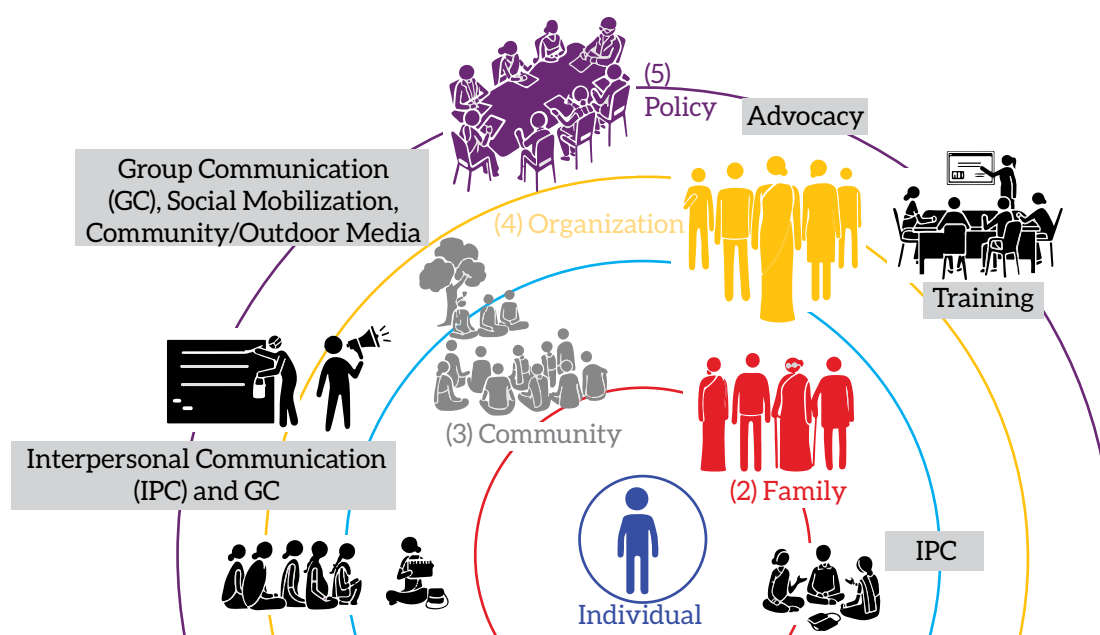 (5)
Policy
Advocacy
Group Communication
(GC), Social Mobilization,
Community/Outdoor Media
(4) Organization
Training
(3) Community
Interpersonal Communication
(IPC) and GC
(2) Family
IPC
Individual